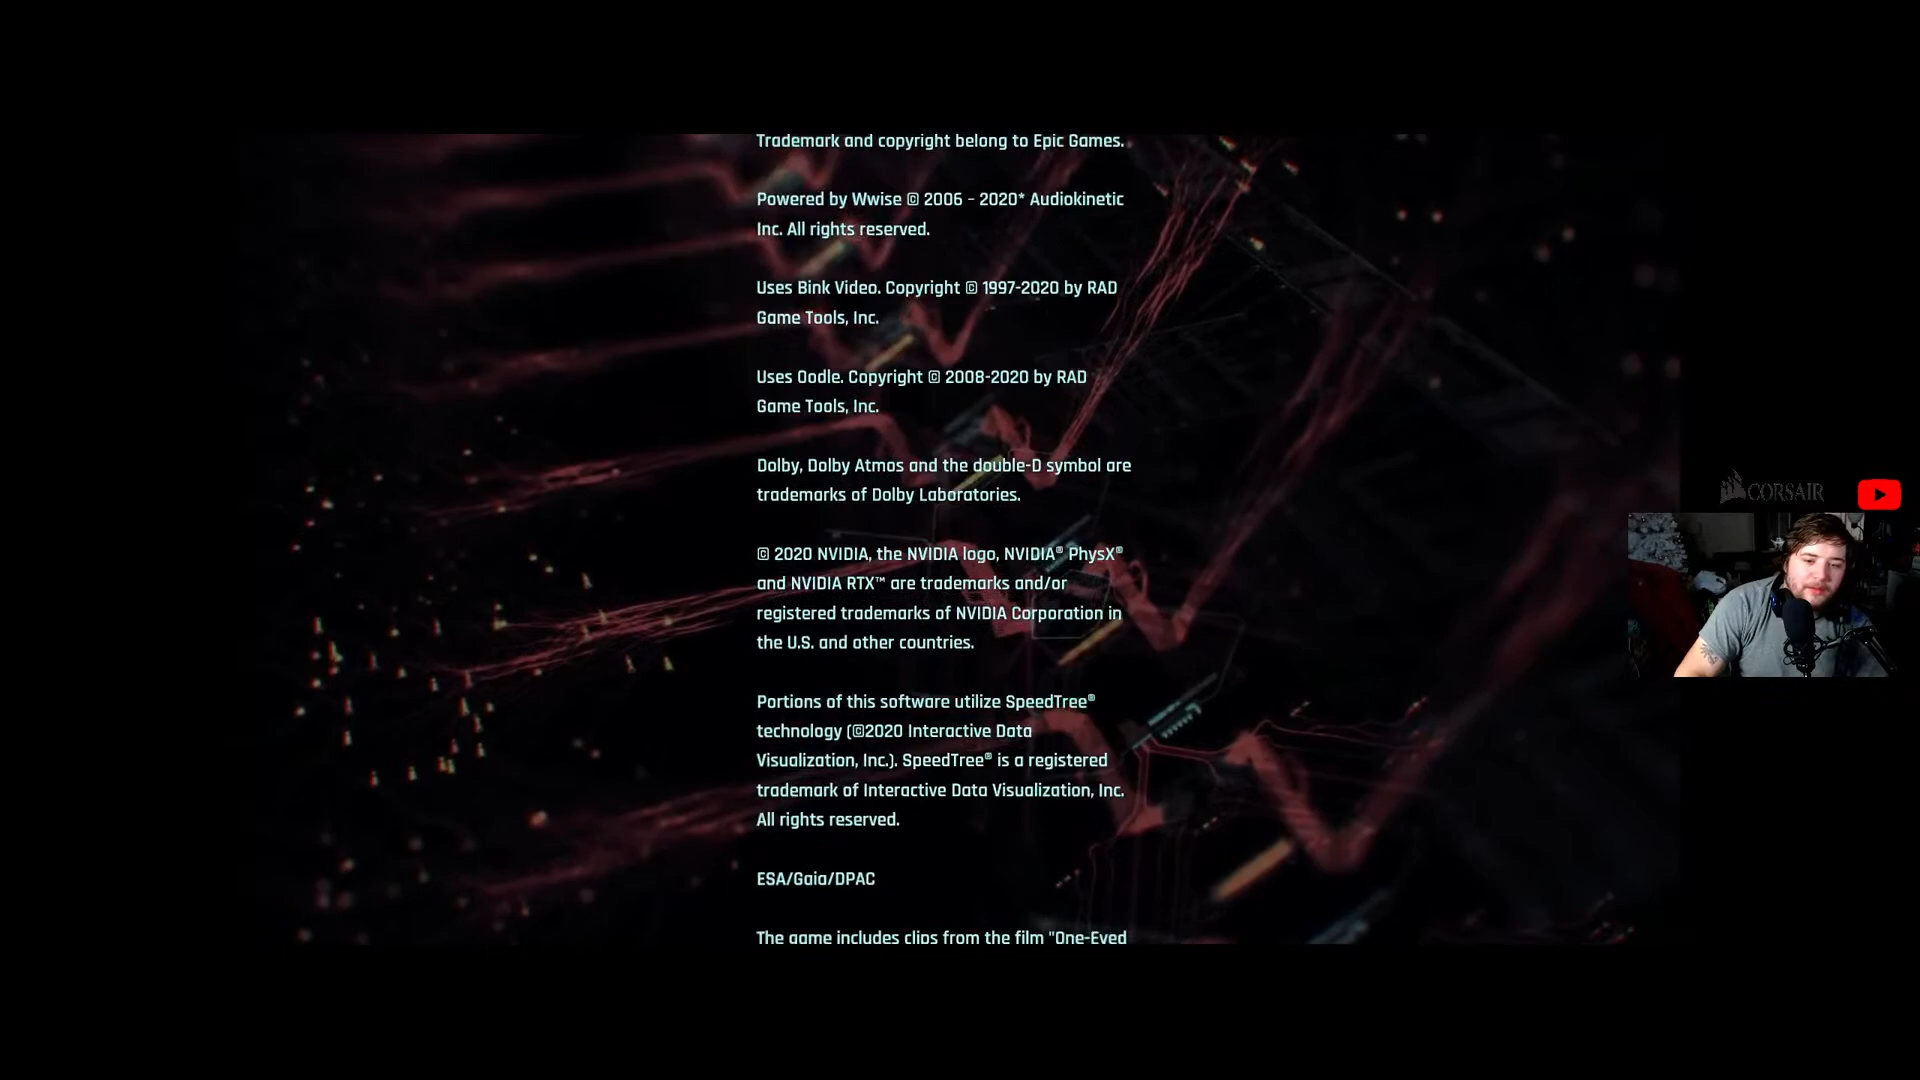 Trademark and copyright belong to Epic Games.
Powered by Wwise © 2006 – 2020* Audiokinetic
Inc. All rights reserved.
Uses Bink Video. Copyright © 1997-2020 by RAD
Game Tools, Inc.
Uses Oodle. Copyright © 2008-2020 by RAD
Game Tools, Inc.
Dolby, Dolby Atmos and the double-D symbol are
trademarks of Dolby Laboratories.
© 2020 NVIDIA, the NVIDIA logo, NVIDIA® PhysX®
and NVIDIA RTX™ are trademarks and/or
registered trademarks of NVIDIA Corporation in
the U.S. and other countries.
Portions of this software utilize SpeedTree®
technology (©2020 Interactive Data
Visualization, Inc.). SpeedTree® is a registered
trademark of Interactive Data Visualization, Inc.
All rights reserved.
ESA/Gaia/DPAC
The game includes clips from the film "One-Eyed
CORSAIR